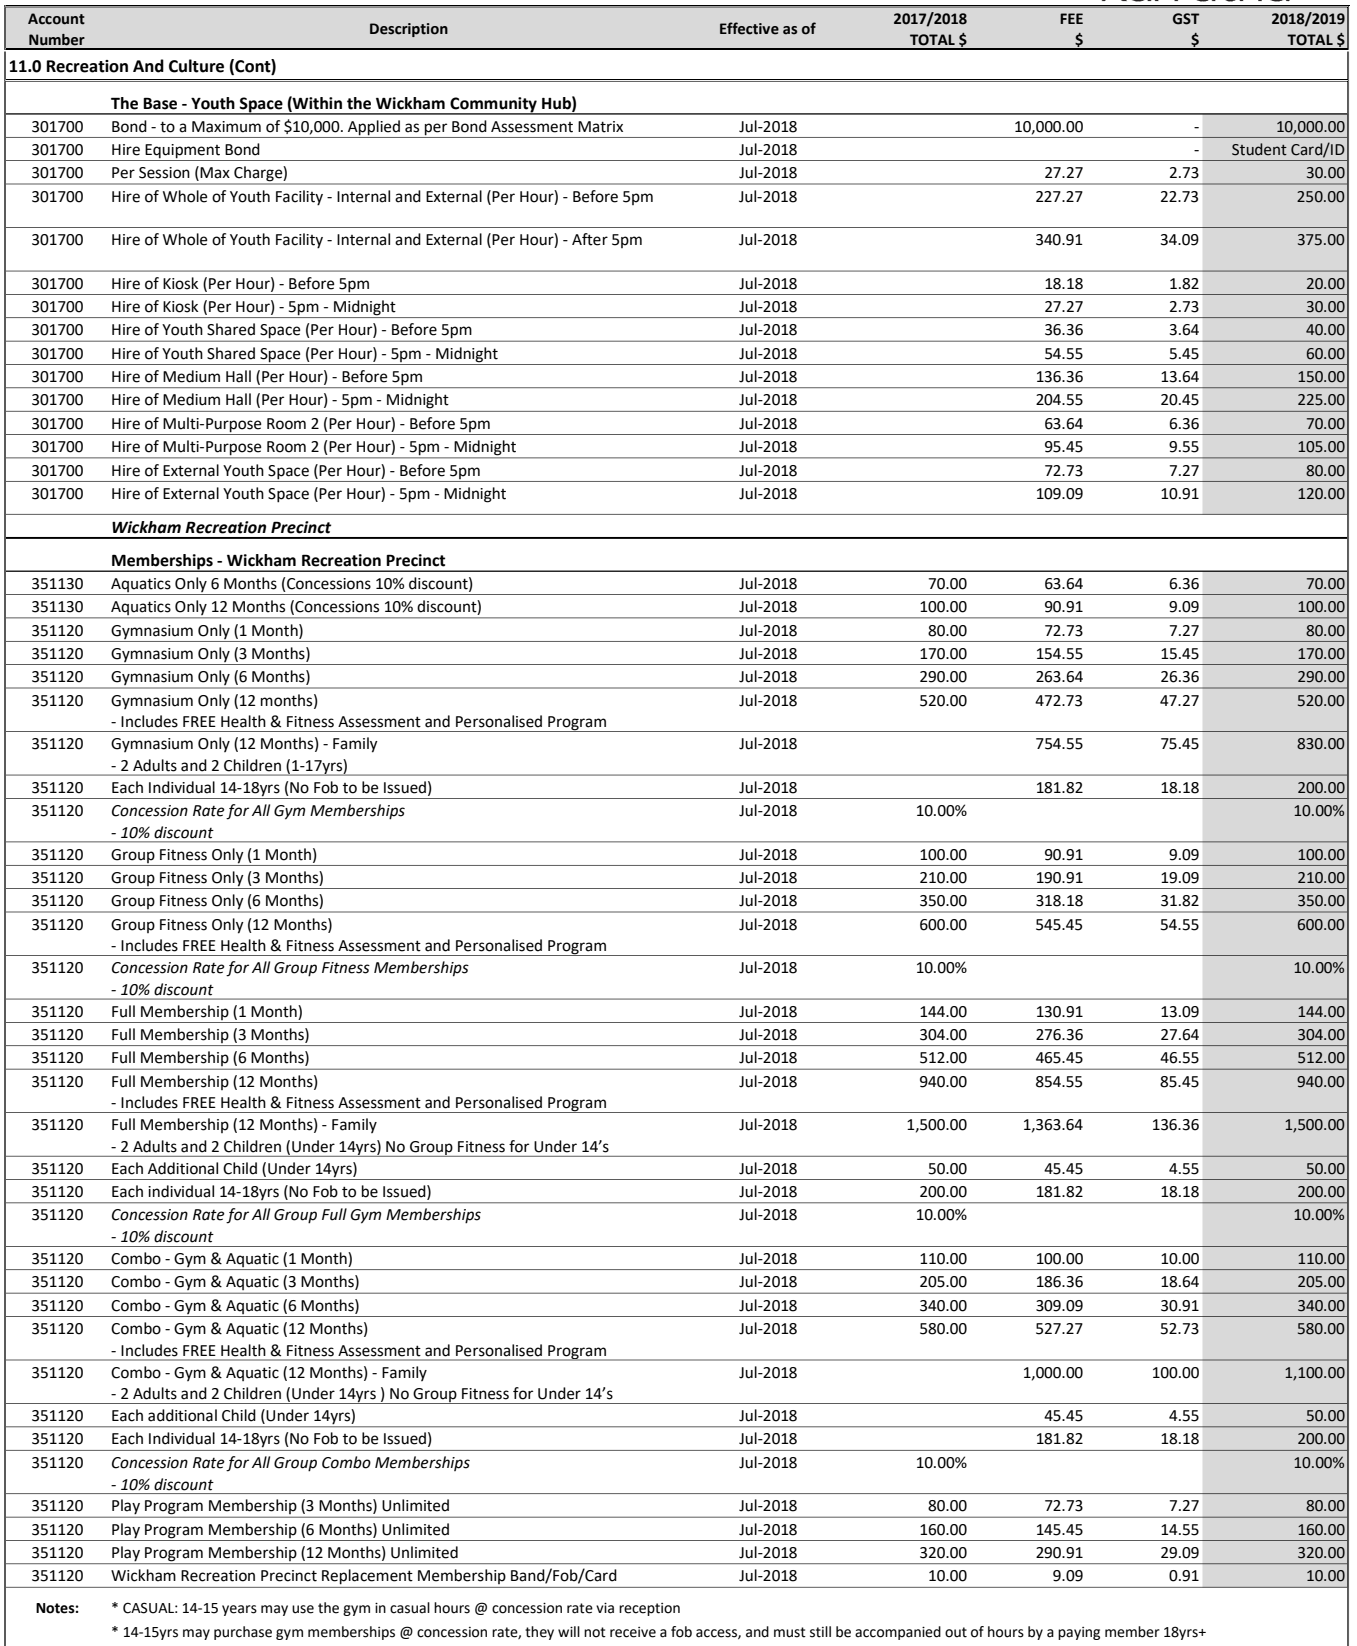 Account Description Effective as of 2017/2018 FEE GST 2018/2019
Number TOTAL $ $ $ TOTAL $
11.0 Recreation And Culture (Cont)
The Base - Youth Space (Within the Wickham Community Hub)
301700 Bond - to a Maximum of $10,000. Applied as per Bond Assessment Matrix Jul-2018 10,000.00 - 10,000.00
301700 Hire Equipment Bond Jul-2018 - Student Card/ID
301700 Per Session (Max Charge) Jul-2018 27.27 2.73 30.00
301700 Hire of Whole of Youth Facility - Internal and External (Per Hour) - Before 5pm Jul-2018 227.27 22.73 250.00
301700 Hire of Whole of Youth Facility - Internal and External (Per Hour) - After 5pm Jul-2018 340.91 34.09 375.00
301700 Hire of Kiosk (Per Hour) - Before 5pm Jul-2018 18.18 1.82 20.00
301700 Hire of Kiosk (Per Hour) - 5pm - Midnight Jul-2018 27.27 2.73 30.00
301700 Hire of Youth Shared Space (Per Hour) - Before 5pm Jul-2018 36.36 3.64 40.00
301700 Hire of Youth Shared Space (Per Hour) - 5pm - Midnight Jul-2018 54.55 5.45 60.00
301700 Hire of Medium Hall (Per Hour) - Before 5pm Jul-2018 136.36 13.64 150.00
301700 Hire of Medium Hall (Per Hour) - 5pm - Midnight Jul-2018 204.55 20.45 225.00
301700 Hire of Multi-Purpose Room 2 (Per Hour) - Before 5pm Jul-2018 63.64 6.36 70.00
301700 Hire of Multi-Purpose Room 2 (Per Hour) - 5pm - Midnight Jul-2018 95.45 9.55 105.00
301700 Hire of External Youth Space (Per Hour) - Before 5pm Jul-2018 72.73 7.27 80.00
301700 Hire of External Youth Space (Per Hour) - 5pm - Midnight Jul-2018 109.09 10.91 120.00
Wickham Recreation Precinct
Memberships - Wickham Recreation Precinct
351130 Aquatics Only 6 Months (Concessions 10% discount) Jul-2018 70.00 63.64 6.36 70.00
351130 Aquatics Only 12 Months (Concessions 10% discount) Jul-2018 100.00 90.91 9.09 100.00
351120 Gymnasium Only (1 Month) Jul-2018 80.00 72.73 7.27 80.00
351120 Gymnasium Only (3 Months) Jul-2018 170.00 154.55 15.45 170.00
351120 Gymnasium Only (6 Months) Jul-2018 290.00 263.64 26.36 290.00
351120 Gymnasium Only (12 months) Jul-2018 520.00 472.73 47.27 520.00
- Includes FREE Health & Fitness Assessment and Personalised Program
351120 Gymnasium Only (12 Months) - Family Jul-2018 754.55 75.45 830.00
- 2 Adults and 2 Children (1-17yrs)
351120 Each Individual 14-18yrs (No Fob to be Issued) Jul-2018 181.82 18.18 200.00
351120 Concession Rate for All Gym Memberships Jul-2018 10.00% 10.00%
- 10% discount
351120 Group Fitness Only (1 Month) Jul-2018 100.00 90.91 9.09 100.00
351120 Group Fitness Only (3 Months) Jul-2018 210.00 190.91 19.09 210.00
351120 Group Fitness Only (6 Months) Jul-2018 350.00 318.18 31.82 350.00
351120 Group Fitness Only (12 Months) Jul-2018 600.00 545.45 54.55 600.00
- Includes FREE Health & Fitness Assessment and Personalised Program
351120 Concession Rate for All Group Fitness Memberships Jul-2018 10.00% 10.00%
- 10% discount
351120 Full Membership (1 Month) Jul-2018 144.00 130.91 13.09 144.00
351120 Full Membership (3 Months) Jul-2018 304.00 276.36 27.64 304.00
351120 Full Membership (6 Months) Jul-2018 512.00 465.45 46.55 512.00
351120 Full Membership (12 Months) Jul-2018 940.00 854.55 85.45 940.00
- Includes FREE Health & Fitness Assessment and Personalised Program
351120 Full Membership (12 Months) - Family Jul-2018 1,500.00 1,363.64 136.36 1,500.00
- 2 Adults and 2 Children (Under 14yrs) No Group Fitness for Under 14’s
351120 Each Additional Child (Under 14yrs) Jul-2018 50.00 45.45 4.55 50.00
351120 Each individual 14-18yrs (No Fob to be Issued) Jul-2018 200.00 181.82 18.18 200.00
351120 Concession Rate for All Group Full Gym Memberships Jul-2018 10.00% 10.00%
- 10% discount
351120 Combo - Gym & Aquatic (1 Month) Jul-2018 110.00 100.00 10.00 110.00
351120 Combo - Gym & Aquatic (3 Months) Jul-2018 205.00 186.36 18.64 205.00
351120 Combo - Gym & Aquatic (6 Months) Jul-2018 340.00 309.09 30.91 340.00
351120 Combo - Gym & Aquatic (12 Months) Jul-2018 580.00 527.27 52.73 580.00
- Includes FREE Health & Fitness Assessment and Personalised Program
351120 Combo - Gym & Aquatic (12 Months) - Family Jul-2018 1,000.00 100.00 1,100.00
- 2 Adults and 2 Children (Under 14yrs ) No Group Fitness for Under 14’s
351120 Each additional Child (Under 14yrs) Jul-2018 45.45 4.55 50.00
351120 Each Individual 14-18yrs (No Fob to be Issued) Jul-2018 181.82 18.18 200.00
351120 Concession Rate for All Group Combo Memberships Jul-2018 10.00% 10.00%
- 10% discount
351120 Play Program Membership (3 Months) Unlimited Jul-2018 80.00 72.73 7.27 80.00
351120 Play Program Membership (6 Months) Unlimited Jul-2018 160.00 145.45 14.55 160.00
351120 Play Program Membership (12 Months) Unlimited Jul-2018 320.00 290.91 29.09 320.00
351120 Wickham Recreation Precinct Replacement Membership Band/Fob/Card Jul-2018 10.00 9.09 0.91 10.00
Notes: * CASUAL: 14-15 years may use the gym in casual hours @ concession rate via reception
* 14-15yrs may purchase gym memberships @ concession rate, they will not receive a fob access, and must still be accompanied out of hours by a paying member 18yrs+